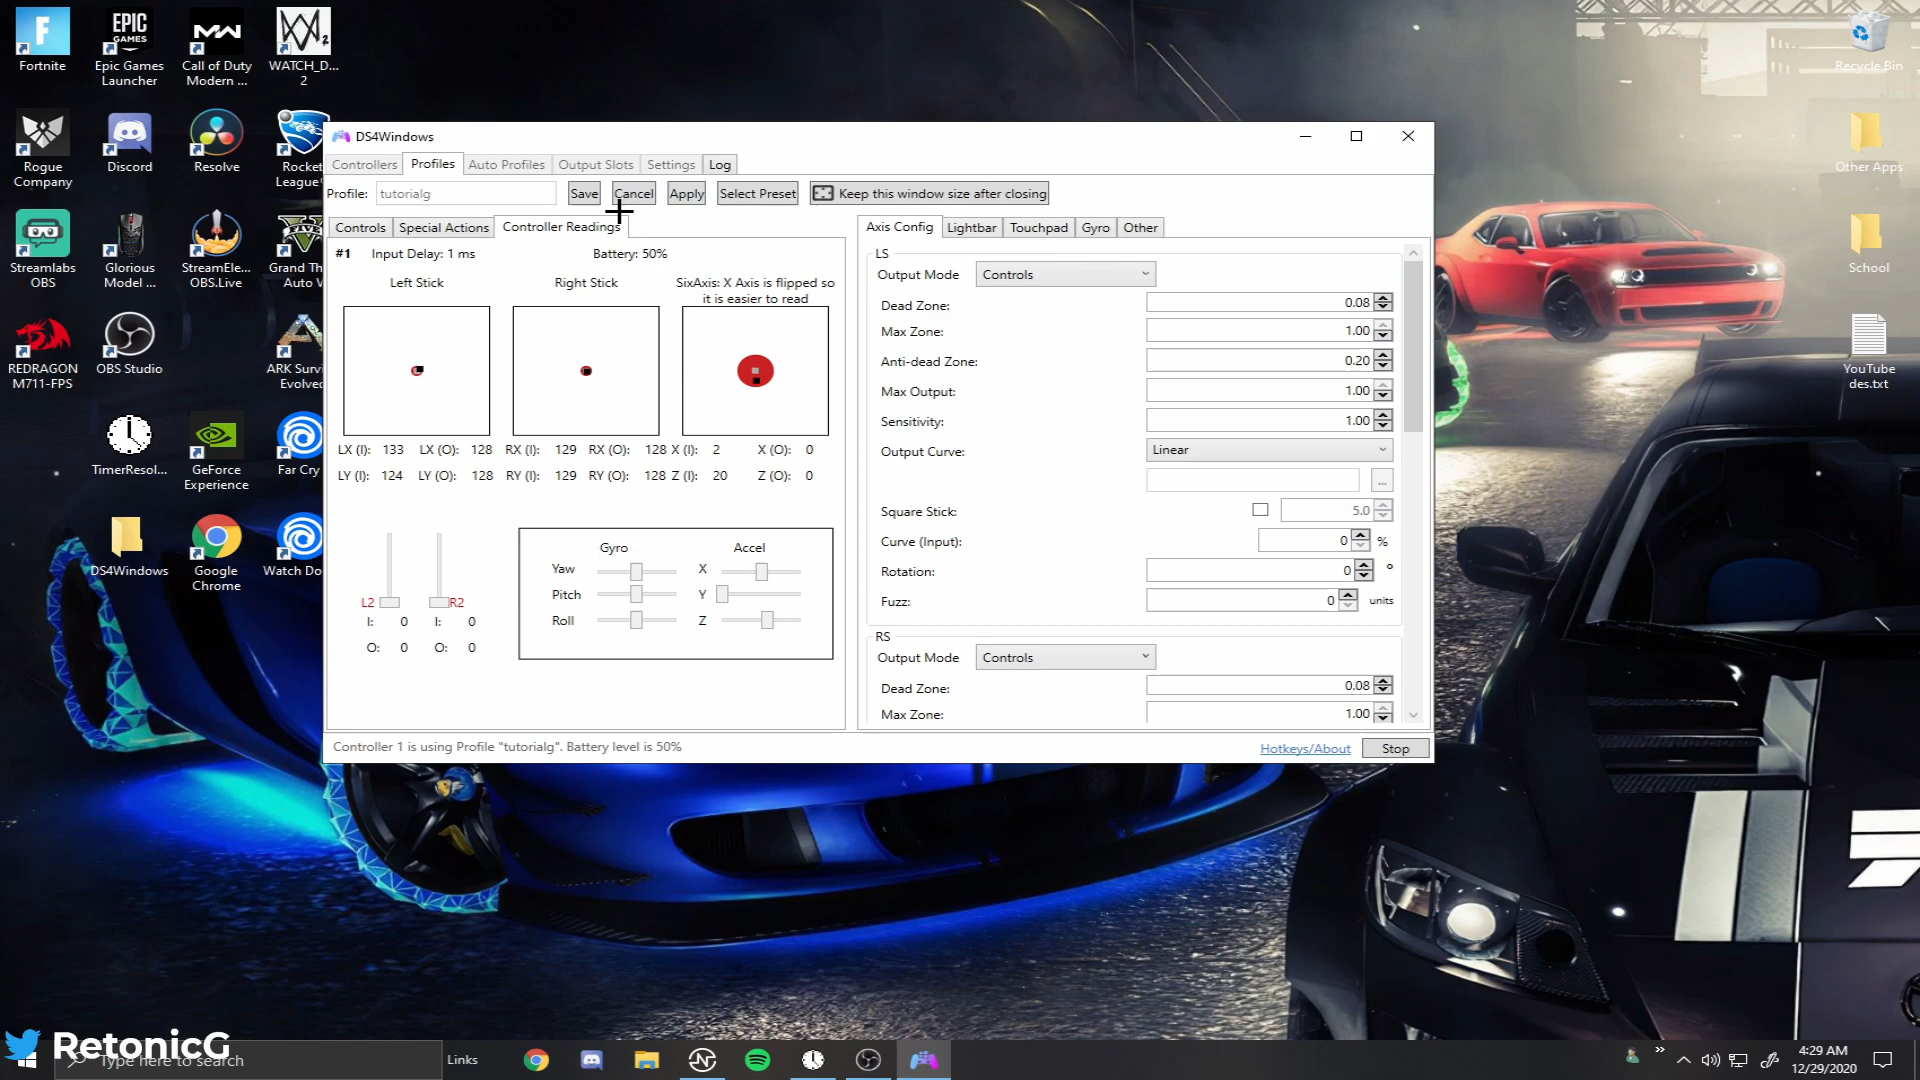 Fortnite
EPIC
GAMES
Epic Games
Launcher
Call of Duty
Modern ...
WATCH_D...
2
Rogue
Company
Discord
Resolve
Rocket
League
Streamlabs
OBS
Glorious
Model ...
StreamEle...
OBS.Live
Grand Th
Auto V
REDRAGON
M711-FPS
OBS Studio
ARK Survi
Evolved
TimerResol...
GeForce
Experience
Far Cry
DS4Windows
Google
Chrome
Watch Do
Recycle Bin
Other Apps
School
YouTube
des.txt
DS4Windows
Controllers Profiles Auto Profiles Output Slots Settings Log
Profile: tutorialg Save Cancel Apply Select Preset Keep this window size after closing
Controls Special Actions Controller Readings
Axis Config Lightbar Touchpad Gyro Other
#1 Input Delay: 1 ms Battery: 50%
Left Stick Right Stick SixAxis: X Axis is flipped so
it is easier to read
LX (I): 133 LX (O): 128 RX (I): 129 RX (O): 128 X (I): 2 X (O): 0
LY (I): 124 LY (O): 128 RY (I): 129 RY (O): 128 Z (I): 20 Z (O): 0
L2 R2
I: 0 I: 0
O: 0 O: 0
Gyro Accel
Yaw X
Pitch Y
Roll Z
LS
Output Mode Controls
Dead Zone: 0.08
Max Zone: 1.00
Anti-dead Zone: 0.20
Max Output: 1.00
Sensitivity: 1.00
Output Curve: Linear
...
Square Stick: 5.0
Curve (Input): 0 %
Rotation: 0 °
Fuzz: 0 units
RS
Output Mode Controls
Dead Zone: 0.08
Max Zone: 1.00
Controller 1 is using Profile "tutorialg". Battery level is 50%
Hotkeys/About Stop
RetonicG
Type here to search
Links
4:29 AM
12/29/2020